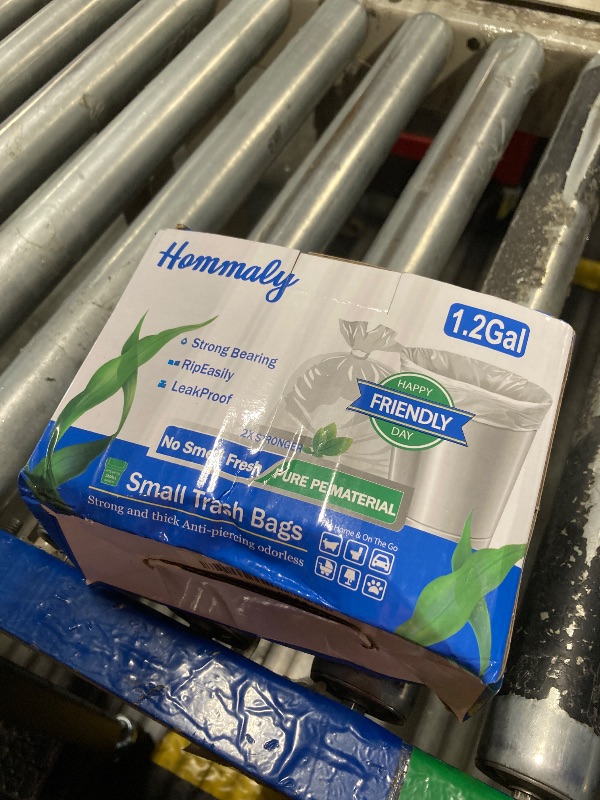 Hommaly
1.2Gal
Strong Bearing
RipEasily
LeakProof
HAPPY
FRIENDLY
DAY
2X STRONGER
No Smell Fresh
PURE PE MATERIAL
Small Trash Bags
Strong and thick Anti-piercing odorless
Home & On The Go